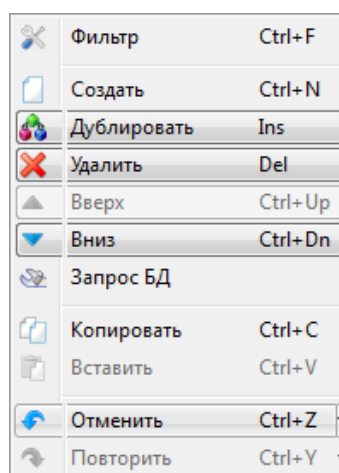 Фильтр Ctrl+F
Создать Ctrl+N
Дублировать Ins
Удалить Del
Вверх Ctrl+Up
Вниз Ctrl+Dn
Запрос БД
Копировать Ctrl+C
Вставить Ctrl+V
Отменить Ctrl+Z
Повторить Ctrl+Y